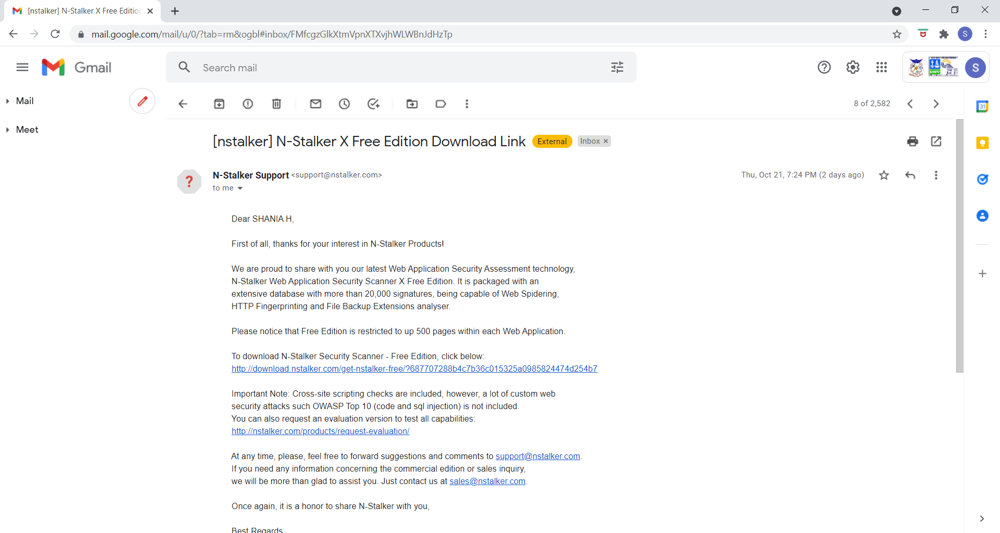 [nstalker] N-Stalker X Free Editio
mail.google.com/mail/u/0/?tab=rm&ogbl#inbox/FMfcgzGlkXtmVpnXTXvjhWLWBnJdHzTp
S
Gmail
Search mail
S
Mail
Meet
8 of 2,582
31
[nstalker] N-Stalker X Free Edition Download Link External Inbox
N-Stalker Support <support@nstalker.com>
Thu, Oct 21, 7:24 PM (2 days ago)
to me
Dear SHANIA H,
First of all, thanks for your interest in N-Stalker Products!
We are proud to share with you our latest Web Application Security Assessment technology,
N-Stalker Web Application Security Scanner X Free Edition. It is packaged with an
extensive database with more than 20,000 signatures, being capable of Web Spidering,
HTTP Fingerprinting and File Backup Extensions analyser.
Please notice that Free Edition is restricted to up 500 pages within each Web Application.
To download N-Stalker Security Scanner - Free Edition, click below:
http://download.nstalker.com/get-nstalker-free/?687707288b4c7b36c015325a0985824474d254b7
Important Note: Cross-site scripting checks are included, however, a lot of custom web
security attacks such OWASP Top 10 (code and sql injection) is not included.
You can also request an evaluation version to test all capabilities:
http://nstalker.com/products/request-evaluation/
At any time, please, feel free to forward suggestions and comments to support@nstalker.com.
If you need any information concerning the commercial edition or sales inquiry,
we will be more than glad to assist you. Just contact us at sales@nstalker.com.
Once again, it is a honor to share N-Stalker with you,
Best Regards